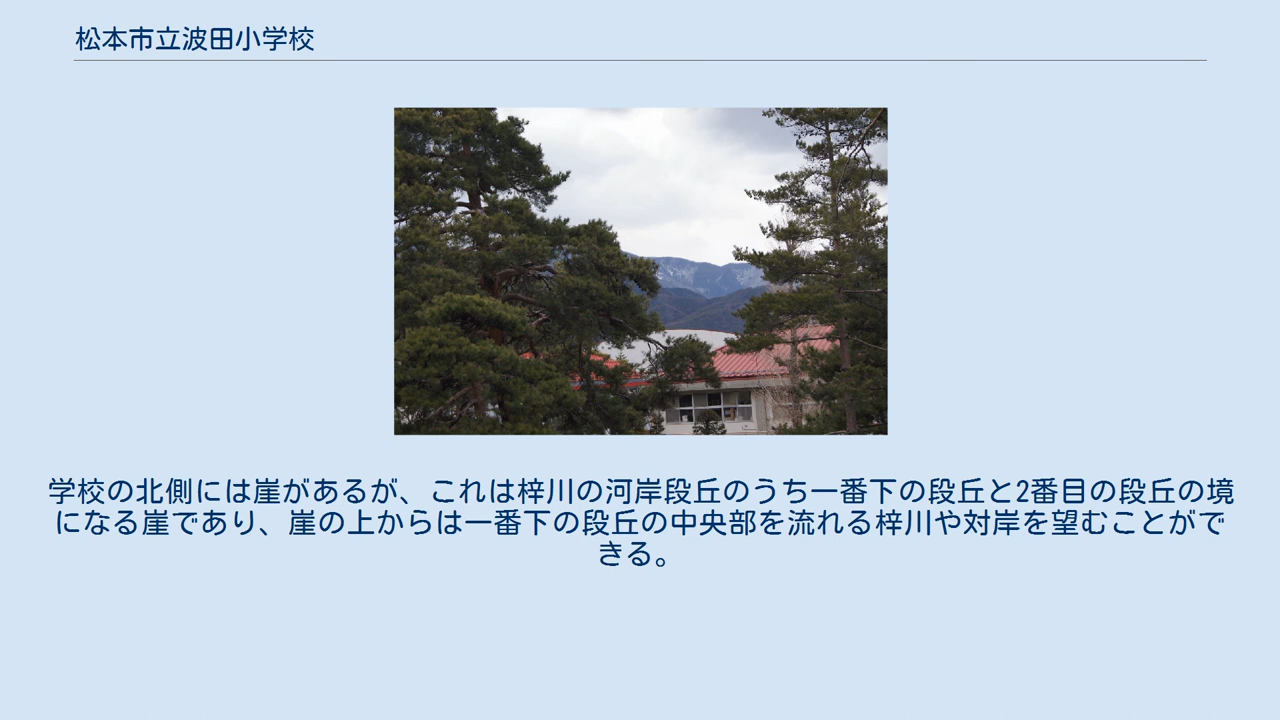 松本市立波田小学校
学校の北側には崖があるが、これは梓川の河岸段丘のうち一番下の段丘と2番目の段丘の境
になる崖であり、崖の上からは一番下の段丘の中央部を流れる梓川や対岸を望むことがで
きる。